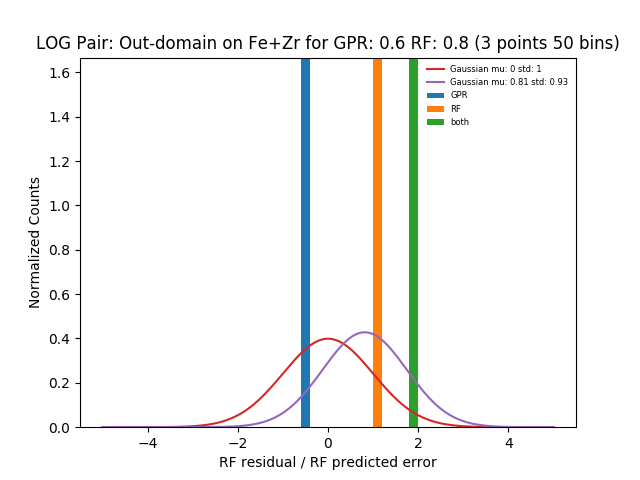 LOG Pair: Out-domain on Fe+Zr for GPR: 0.6 RF: 0.8 (3 points 50 bins)
Gaussian mu: 0 std: 1
Gaussian mu: 0.81 std: 0.93
GPR
RF
both
Normalized Counts
1.6
1.4
1.2
1.0
0.8
0.6
0.4
0.2
0.0
−4 −2 0 2 4
RF residual / RF predicted error